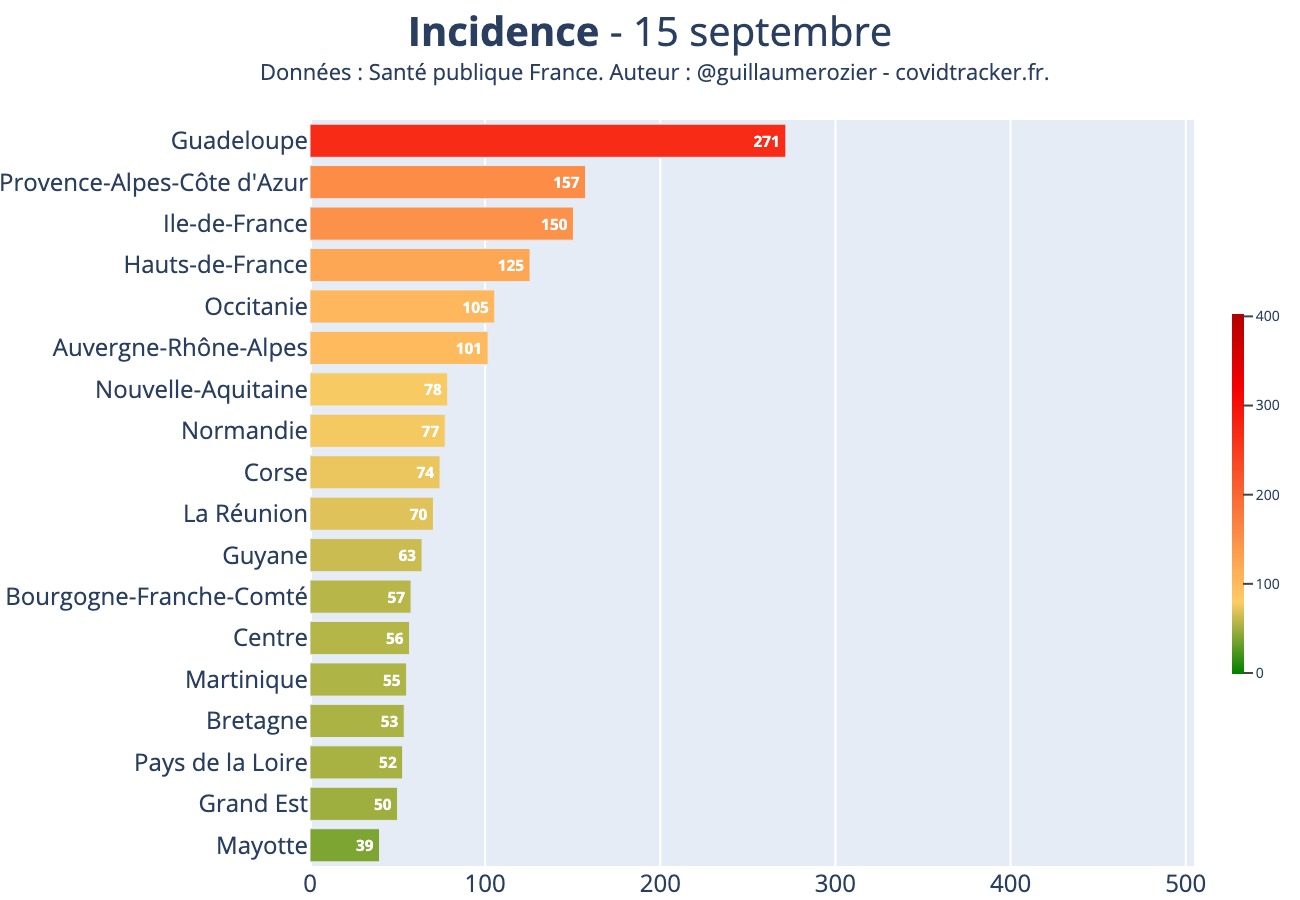 Incidence - 15 septembre
Données : Santé publique France. Auteur : @guillaumerozier - covidtracker.fr.
Guadeloupe 271
Provence-Alpes-Côte d'Azur 157
Ile-de-France 150
Hauts-de-France 125
Occitanie 105
Auvergne-Rhône-Alpes 101
Nouvelle-Aquitaine 78
Normandie 77
Corse 74
La Réunion 70
Guyane 63
Bourgogne-Franche-Comté 57
Centre 56
Martinique 55
Bretagne 53
Pays de la Loire 52
Grand Est 50
Mayotte 39
0 100 200 300 400 500
400
300
200
100
0